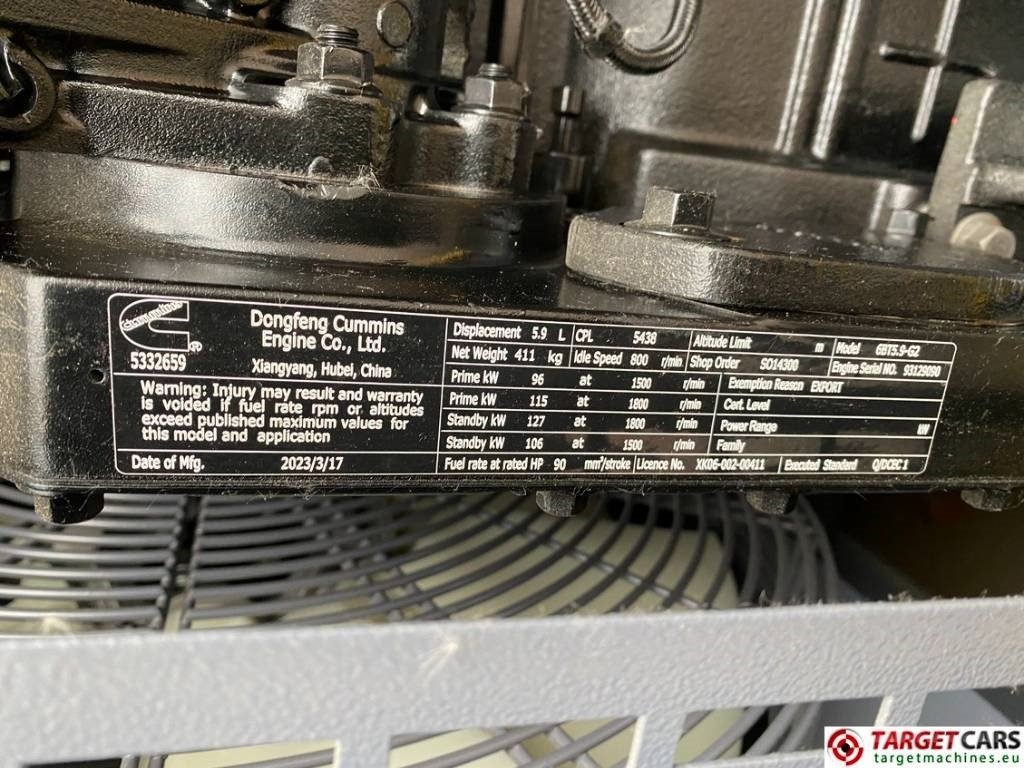 Cummins
®
5332659
Dongfeng Cummins
Engine Co., Ltd.
Xiangyang, Hubei, China
Warning: Injury may result and warranty
is volded if fuel rate rpm or altitudes
exceed published maximum values for
this model and application
Date of Mfg. 2023/3/17
Displacement 5.9 L CPL 5438 Altitude Limit m Model 6BT5.9-G2
Net Weight 411 kg Idle Speed 800 r/min Shop Order SO14300 Engine Serial NO. 93129090
Prime kW 96 at 1500 r/min Exemption Reason EXPORT
Prime kW 115 at 1800 r/min Cert. Level
Standby kW 127 at 1800 r/min Power Range kW
Standby kW 106 at 1500 r/min Family
Fuel rate at rated HP 90 mm³/stroke Licence No. XK06-002-00411 Executed Standard Q/DCEC 1
TARGETCARS
targetmachines.eu